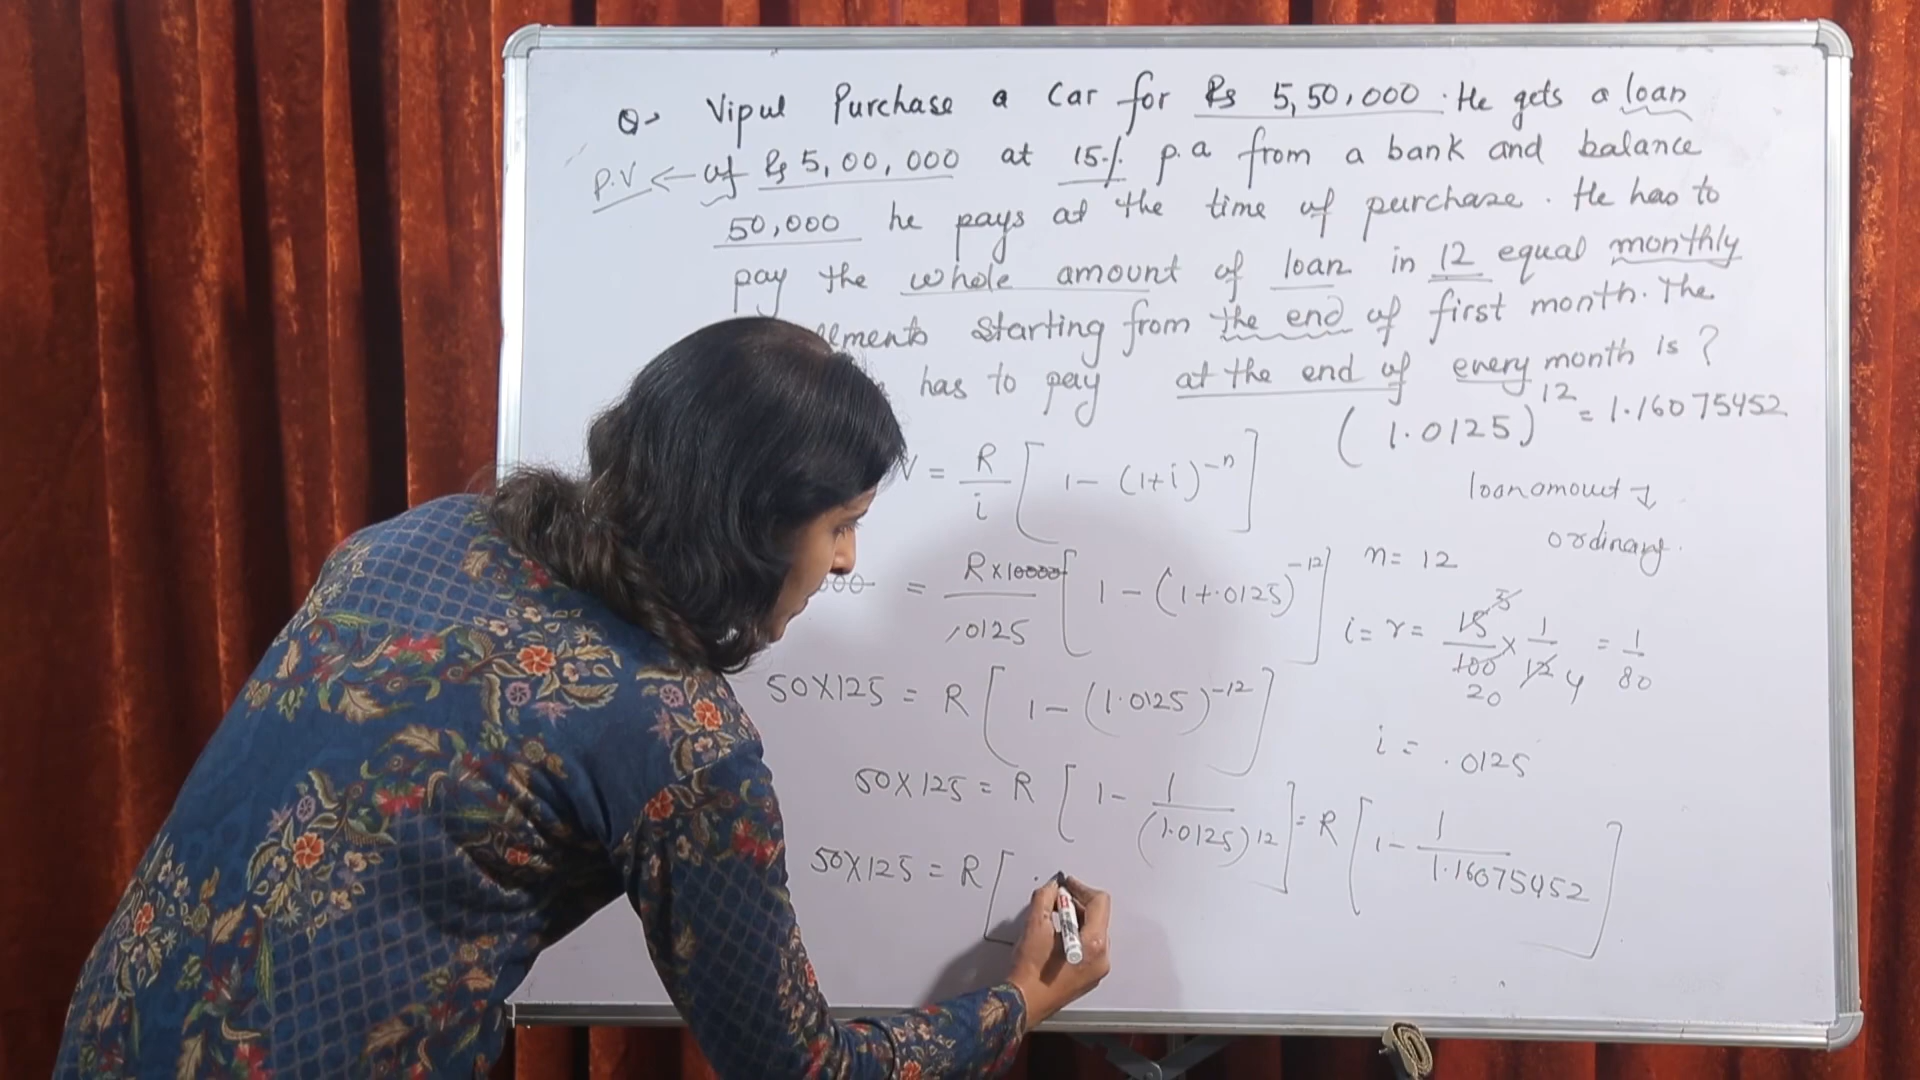 Q→ Vipul Purchase a Car for Rs 5,50,000. He gets a loan
P.V ← of Rs 5,00,000 at 15% p.a from a bank and balance
50,000 he pays at the time of purchase. He has to
pay the whole amount of loan in 12 equal monthly
lments starting from the end of first month. The
has to pay at the end of every month is?
(1.0125)^12 = 1.16075452
V = R/i [1 - (1+i)^-n]
loan amount ↴
ordinary.
000 = R×10000/.0125 [1 - (1+.0125)^-12]
n = 12
i = r = 15/100 × 1/12 = 1/80
3
20 4
50×125 = R [1 - (1.0125)^-12]
i = .0125
50×125 = R [1 - 1/(1.0125)^12] = R [1 - 1/1.16075452]
50×125 = R [ .